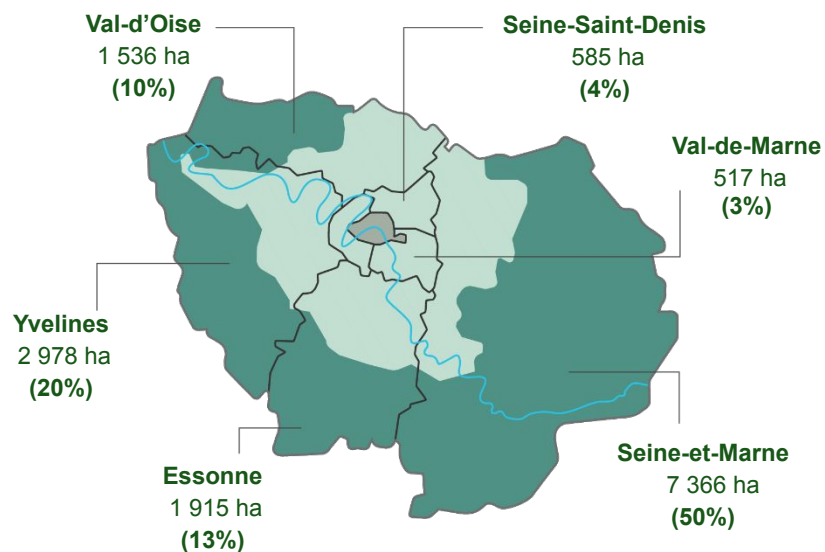 Val-d'Oise
1 536 ha
(10%)
Seine-Saint-Denis
585 ha
(4%)
Val-de-Marne
517 ha
(3%)
Yvelines
2 978 ha
(20%)
Essonne
1 915 ha
(13%)
Seine-et-Marne
7 366 ha
(50%)